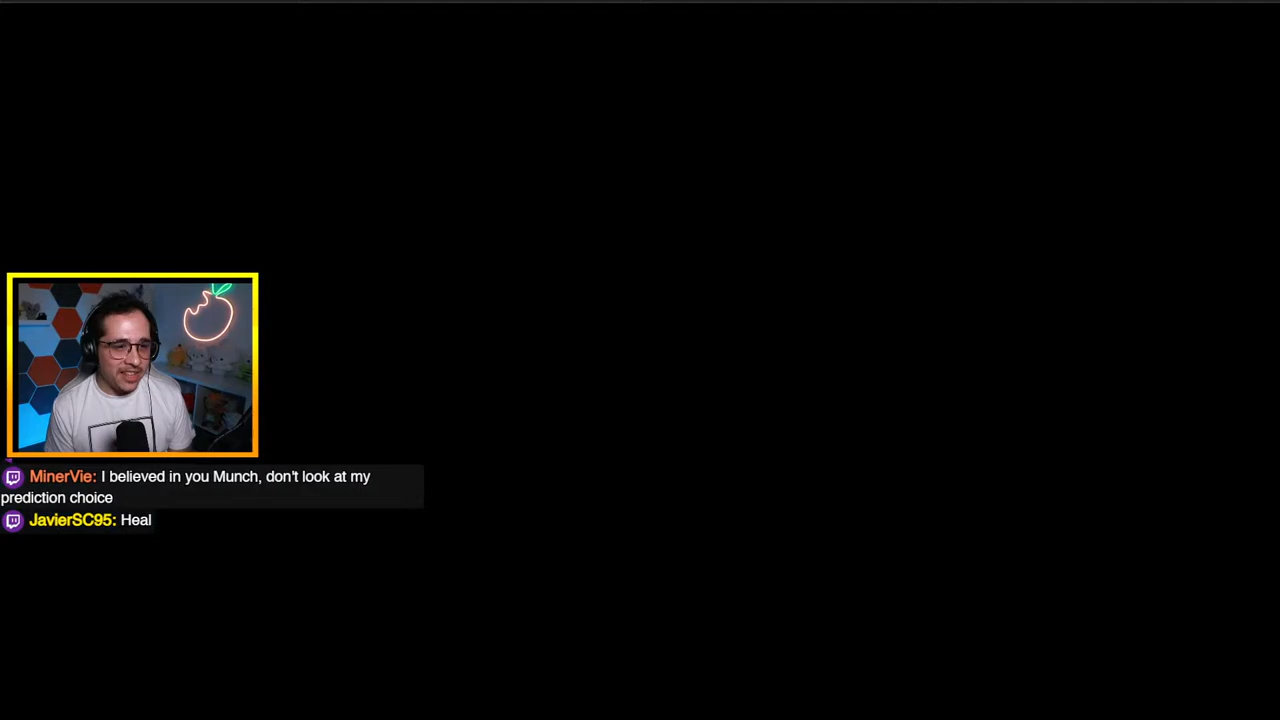 MinerVie: I believed in you Munch, don't look at my
prediction choice
JavierSC95: Heal